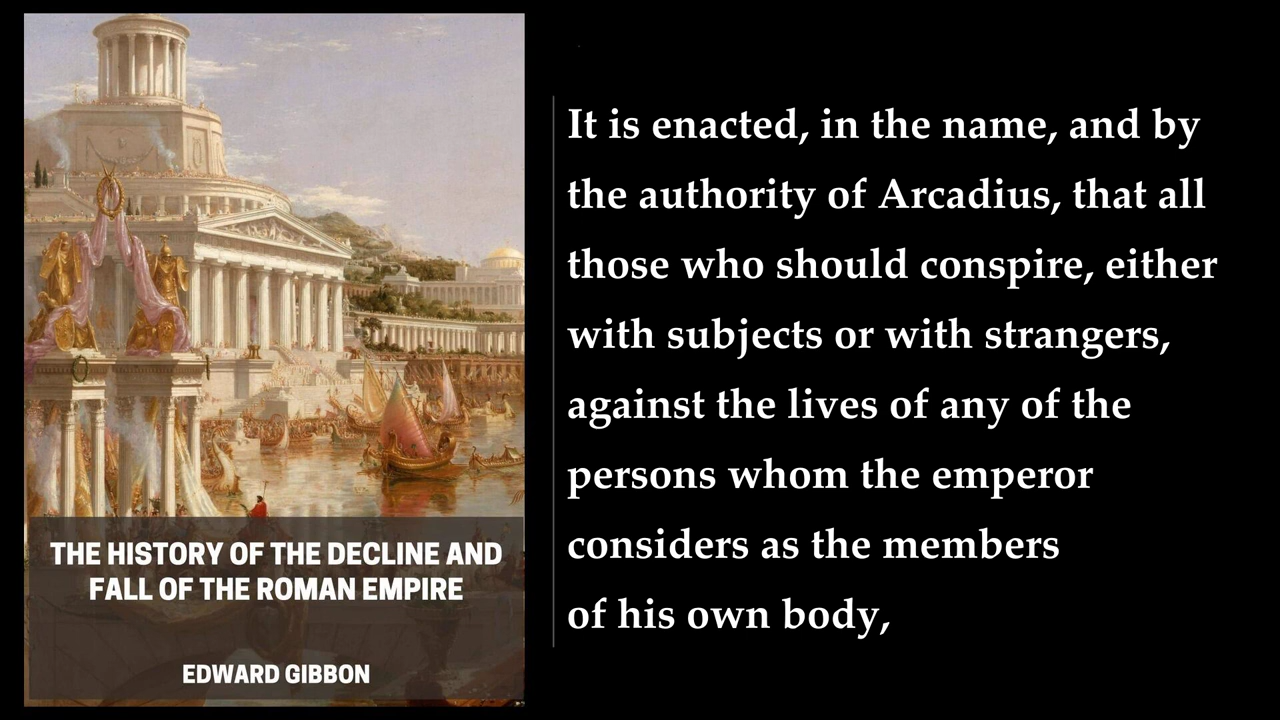 THE HISTORY OF THE DECLINE AND
FALL OF THE ROMAN EMPIRE
EDWARD GIBBON
It is enacted, in the name, and by
the authority of Arcadius, that all
those who should conspire, either
with subjects or with strangers,
against the lives of any of the
persons whom the emperor
considers as the members
of his own body,